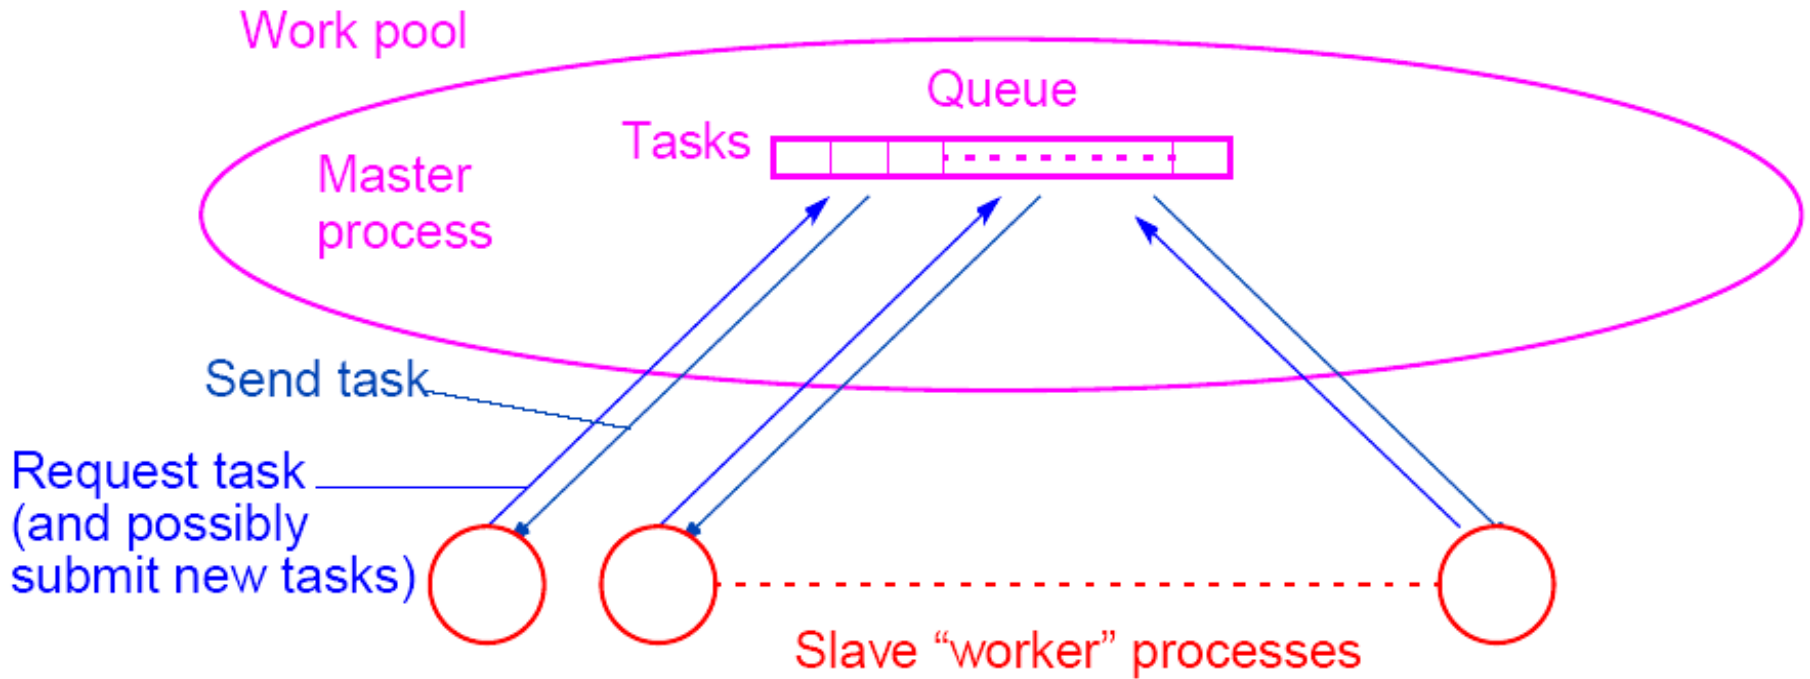 Work pool
Queue
Tasks
Master
process
Send task
Request task
(and possibly
submit new tasks)
Slave “worker” processes